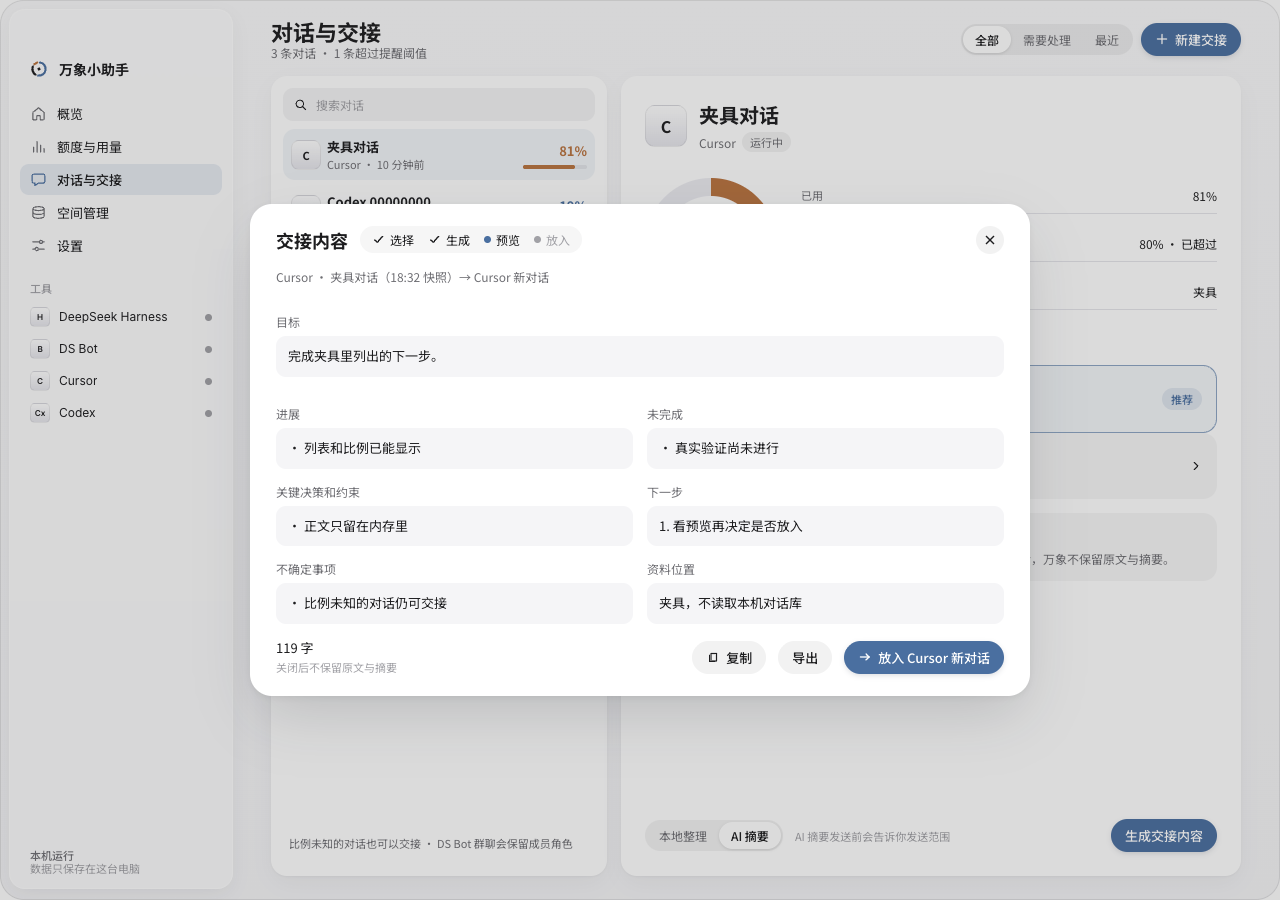 万象小助手
概览
额度与用量
对话与交接
空间管理
设置
工具
H DeepSeek Harness
B DS Bot
C Cursor
Cx Codex
本机运行
数据只保存在这台电脑
对话与交接
3 条对话 · 1 条超过提醒阈值
全部 需要处理 最近
新建交接
搜索对话
C 夹具对话 81%
Cursor · 10 分钟前
Codex 00000000
比例未知的对话也可以交接 · DS Bot 群聊会保留成员角色
C 夹具对话
Cursor 运行中
已用 81%
80% · 已超过
夹具
推荐
，万象不保留原文与摘要。
本地整理 AI 摘要 AI 摘要发送前会告诉你发送范围
生成交接内容
交接内容 选择 生成 预览 放入
Cursor · 夹具对话（18:32 快照）→ Cursor 新对话
目标
完成夹具里列出的下一步。
进展
· 列表和比例已能显示
未完成
· 真实验证尚未进行
关键决策和约束
· 正文只留在内存里
下一步
1. 看预览再决定是否放入
不确定事项
· 比例未知的对话仍可交接
资料位置
夹具，不读取本机对话库
119 字
关闭后不保留原文与摘要
复制
导出
放入 Cursor 新对话